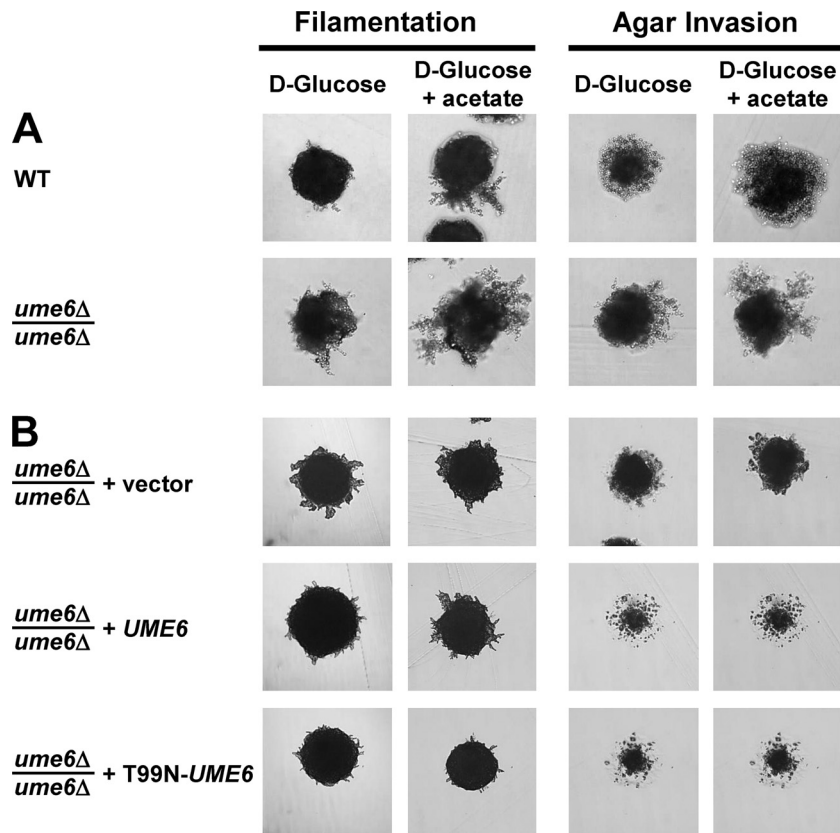 Filamentation
Agar Invasion
D-Glucose
D-Glucose
+ acetate
D-Glucose
D-Glucose
+ acetate
A
WT
ume6Δ
ume6Δ
B
ume6Δ
ume6Δ + vector
ume6Δ
ume6Δ + UME6
ume6Δ
ume6Δ + T99N-UME6